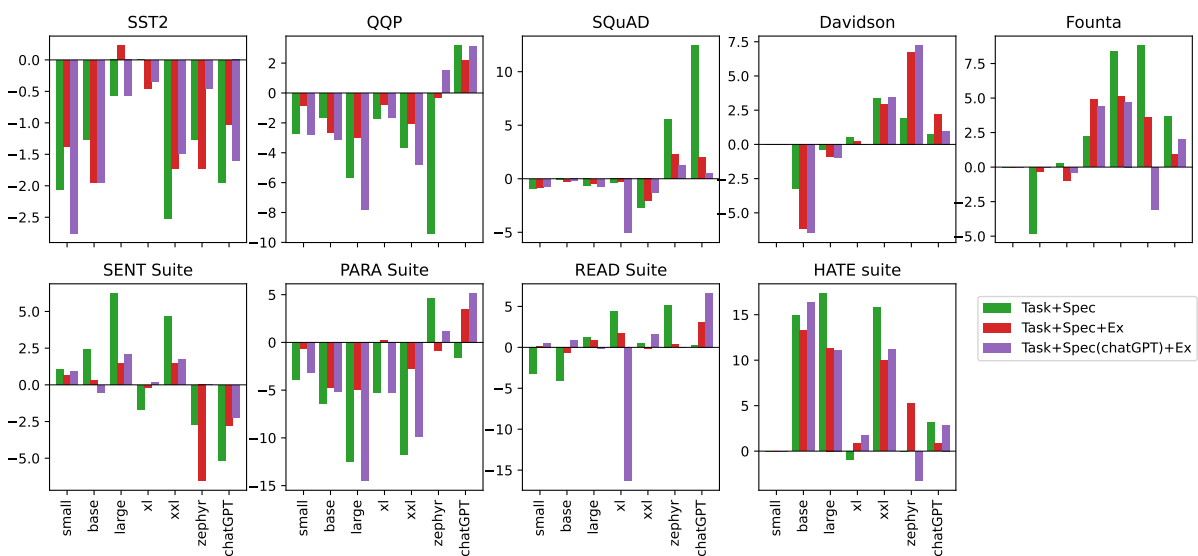 SST2
0.0
−0.5
−1.0
−1.5
−2.0
−2.5
QQP
2
0
−2
−4
−6
−8
−10
SQuAD
10
5
0
−5
Davidson
7.5
5.0
2.5
0.0
−2.5
−5.0
Founta
7.5
5.0
2.5
0.0
−2.5
−5.0
SENT Suite
5.0
2.5
0.0
−2.5
−5.0
small
base
large
xl
xxl
zephyr
chatGPT
PARA Suite
5
0
−5
−10
−15
small
base
large
xl
xxl
zephyr
chatGPT
READ Suite
5
0
−5
−10
−15
small
base
large
xl
xxl
zephyr
chatGPT
HATE suite
15
10
5
0
small
base
large
xl
xxl
zephyr
chatGPT
Task+Spec
Task+Spec+Ex
Task+Spec(chatGPT)+Ex